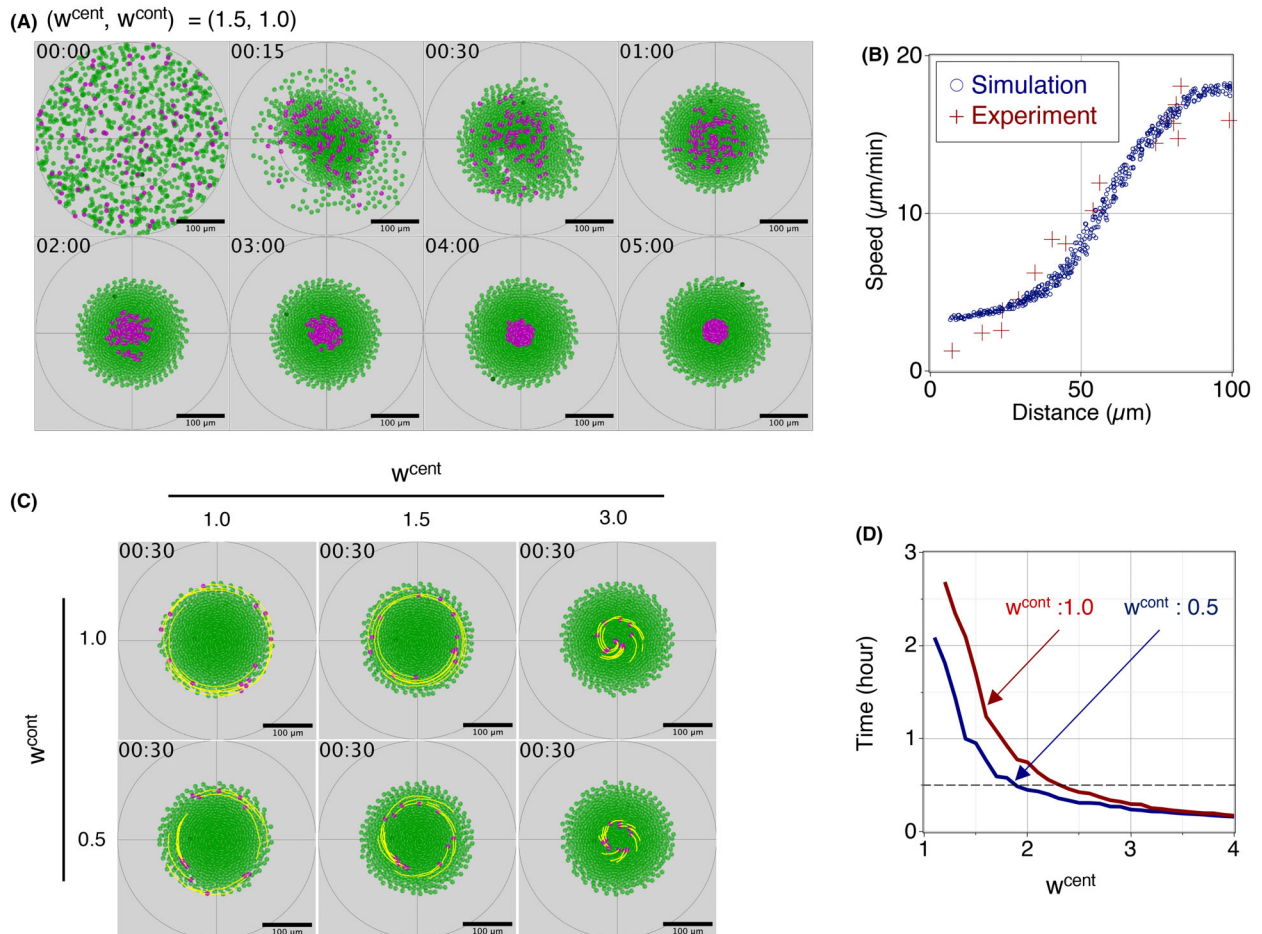 (A) (w^cent, w^cont) = (1.5, 1.0)
00:00 00:15 00:30 01:00
100 µm 100 µm 100 µm 100 µm
02:00 03:00 04:00 05:00
100 µm 100 µm 100 µm 100 µm
(B)
20
Simulation
Experiment
10
0
Speed (µm/min)
0 50 100
Distance (µm)
(C)
w^cent
1.0 1.5 3.0
w^cont
1.0
00:30 00:30 00:30
100 µm 100 µm 100 µm
0.5
00:30 00:30 00:30
100 µm 100 µm 100 µm
(D)
3
w^cont :1.0 w^cont : 0.5
2
1
0
Time (hour)
1 2 3 4
w^cent